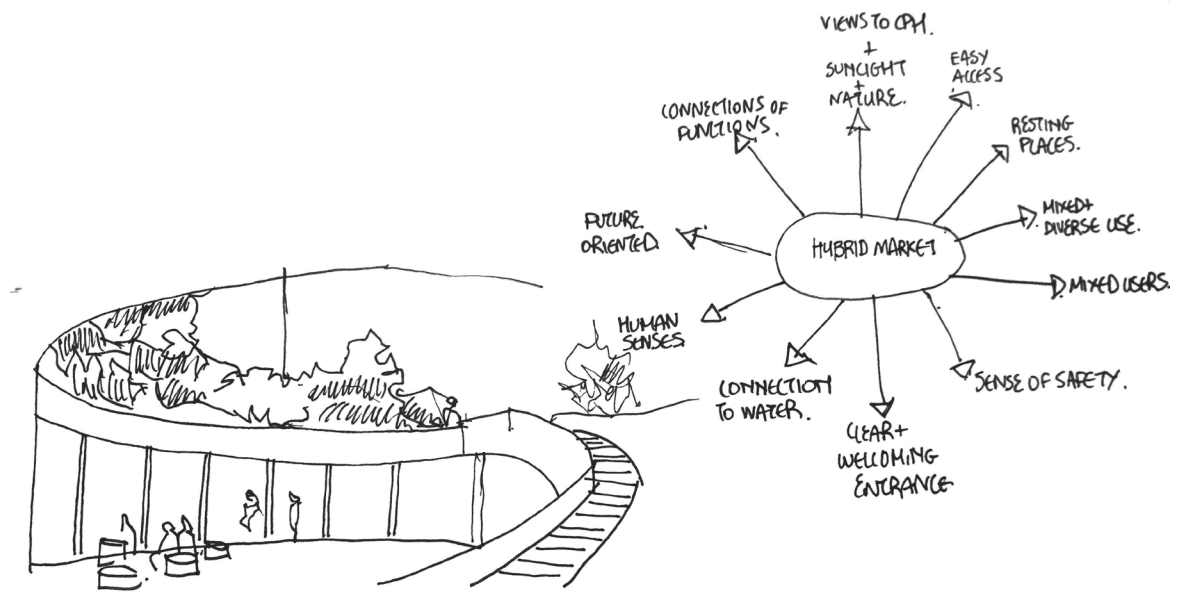 VIEWS TO CPH.
+
SUNLIGHT
+
NATURE.
EASY
ACCESS
CONNECTIONS OF
FUNCTIONS.
RESTING
PLACES.
FUTURE
ORIENTED.
HYBRID MARKET
MIXED+
DIVERSE USE.
MIXED USERS.
HUMAN
SENSES.
CONNECTION
TO WATER.
SENSE OF SAFETY.
CLEAR+
WELCOMING
ENTRANCE